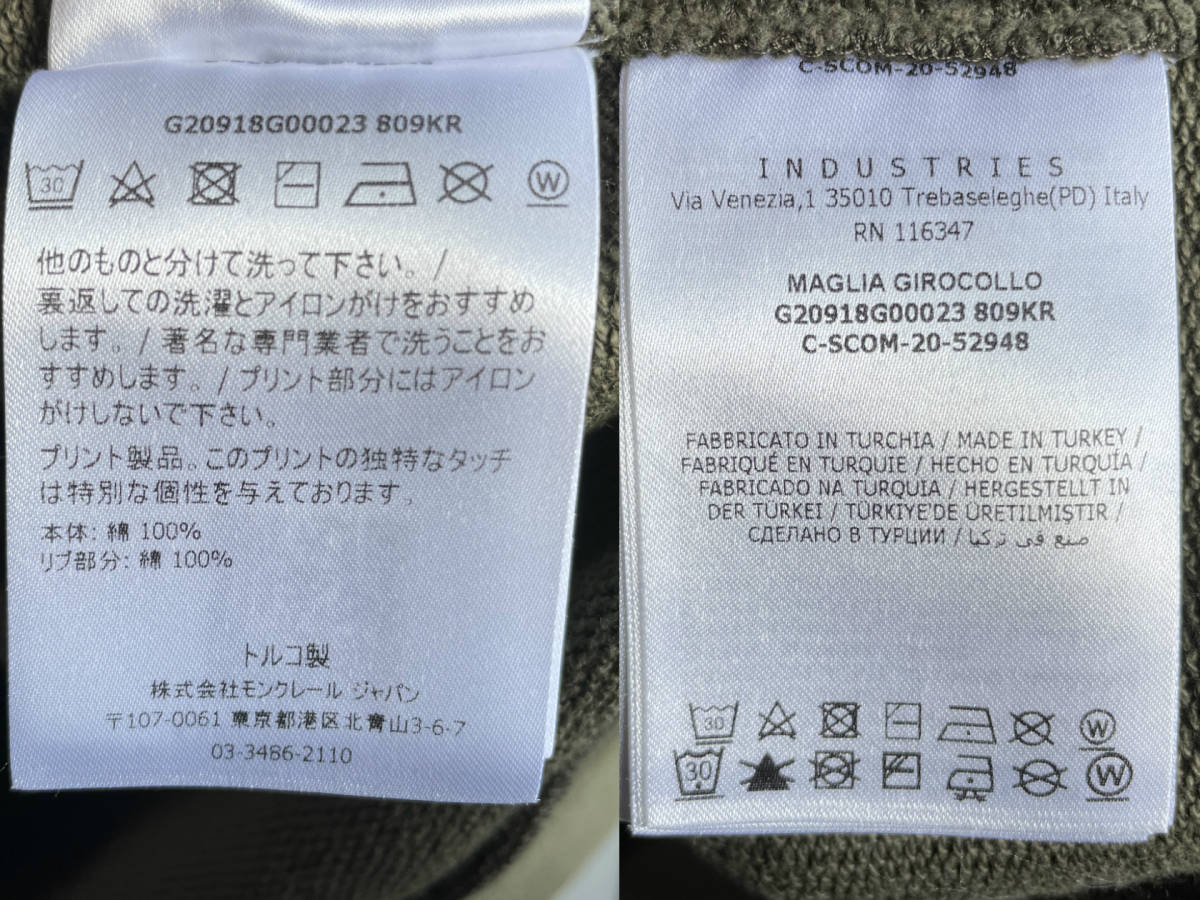 G20918G00023 809KR
30
W
他のものと分けて洗って下さい。/
裏返しての洗濯とアイロンがけをおすすめ
します。/ 著名な専門業者で洗うことをお
すすめします。/ プリント部分にはアイロン
がけしないで下さい。
プリント製品。このプリントの独特なタッチ
は特別な個性を与えております。
本体: 綿 100%
リブ部分: 綿 100%
トルコ製
株式会社モンクレール ジャパン
〒107-0061 東京都港区北青山3-6-7
03-3486-2110
C-SCOM-20-52948
INDUSTRIES
Via Venezia,1 35010 Trebaseleghe(PD) Italy
RN 116347
MAGLIA GIROCOLLO
G20918G00023 809KR
C-SCOM-20-52948
FABBRICATO IN TURCHIA / MADE IN TURKEY /
FABRIQUÉ EN TURQUIE / HECHO EN TURQUÍA /
FABRICADO NA TURQUIA / HERGESTELLT IN
DER TÜRKEI / TÜRKIYE'DE ÜRETILMIŞTIR /
СДЕЛАНО В ТУРЦИИ / صنع في تركيا
30
W
30
W